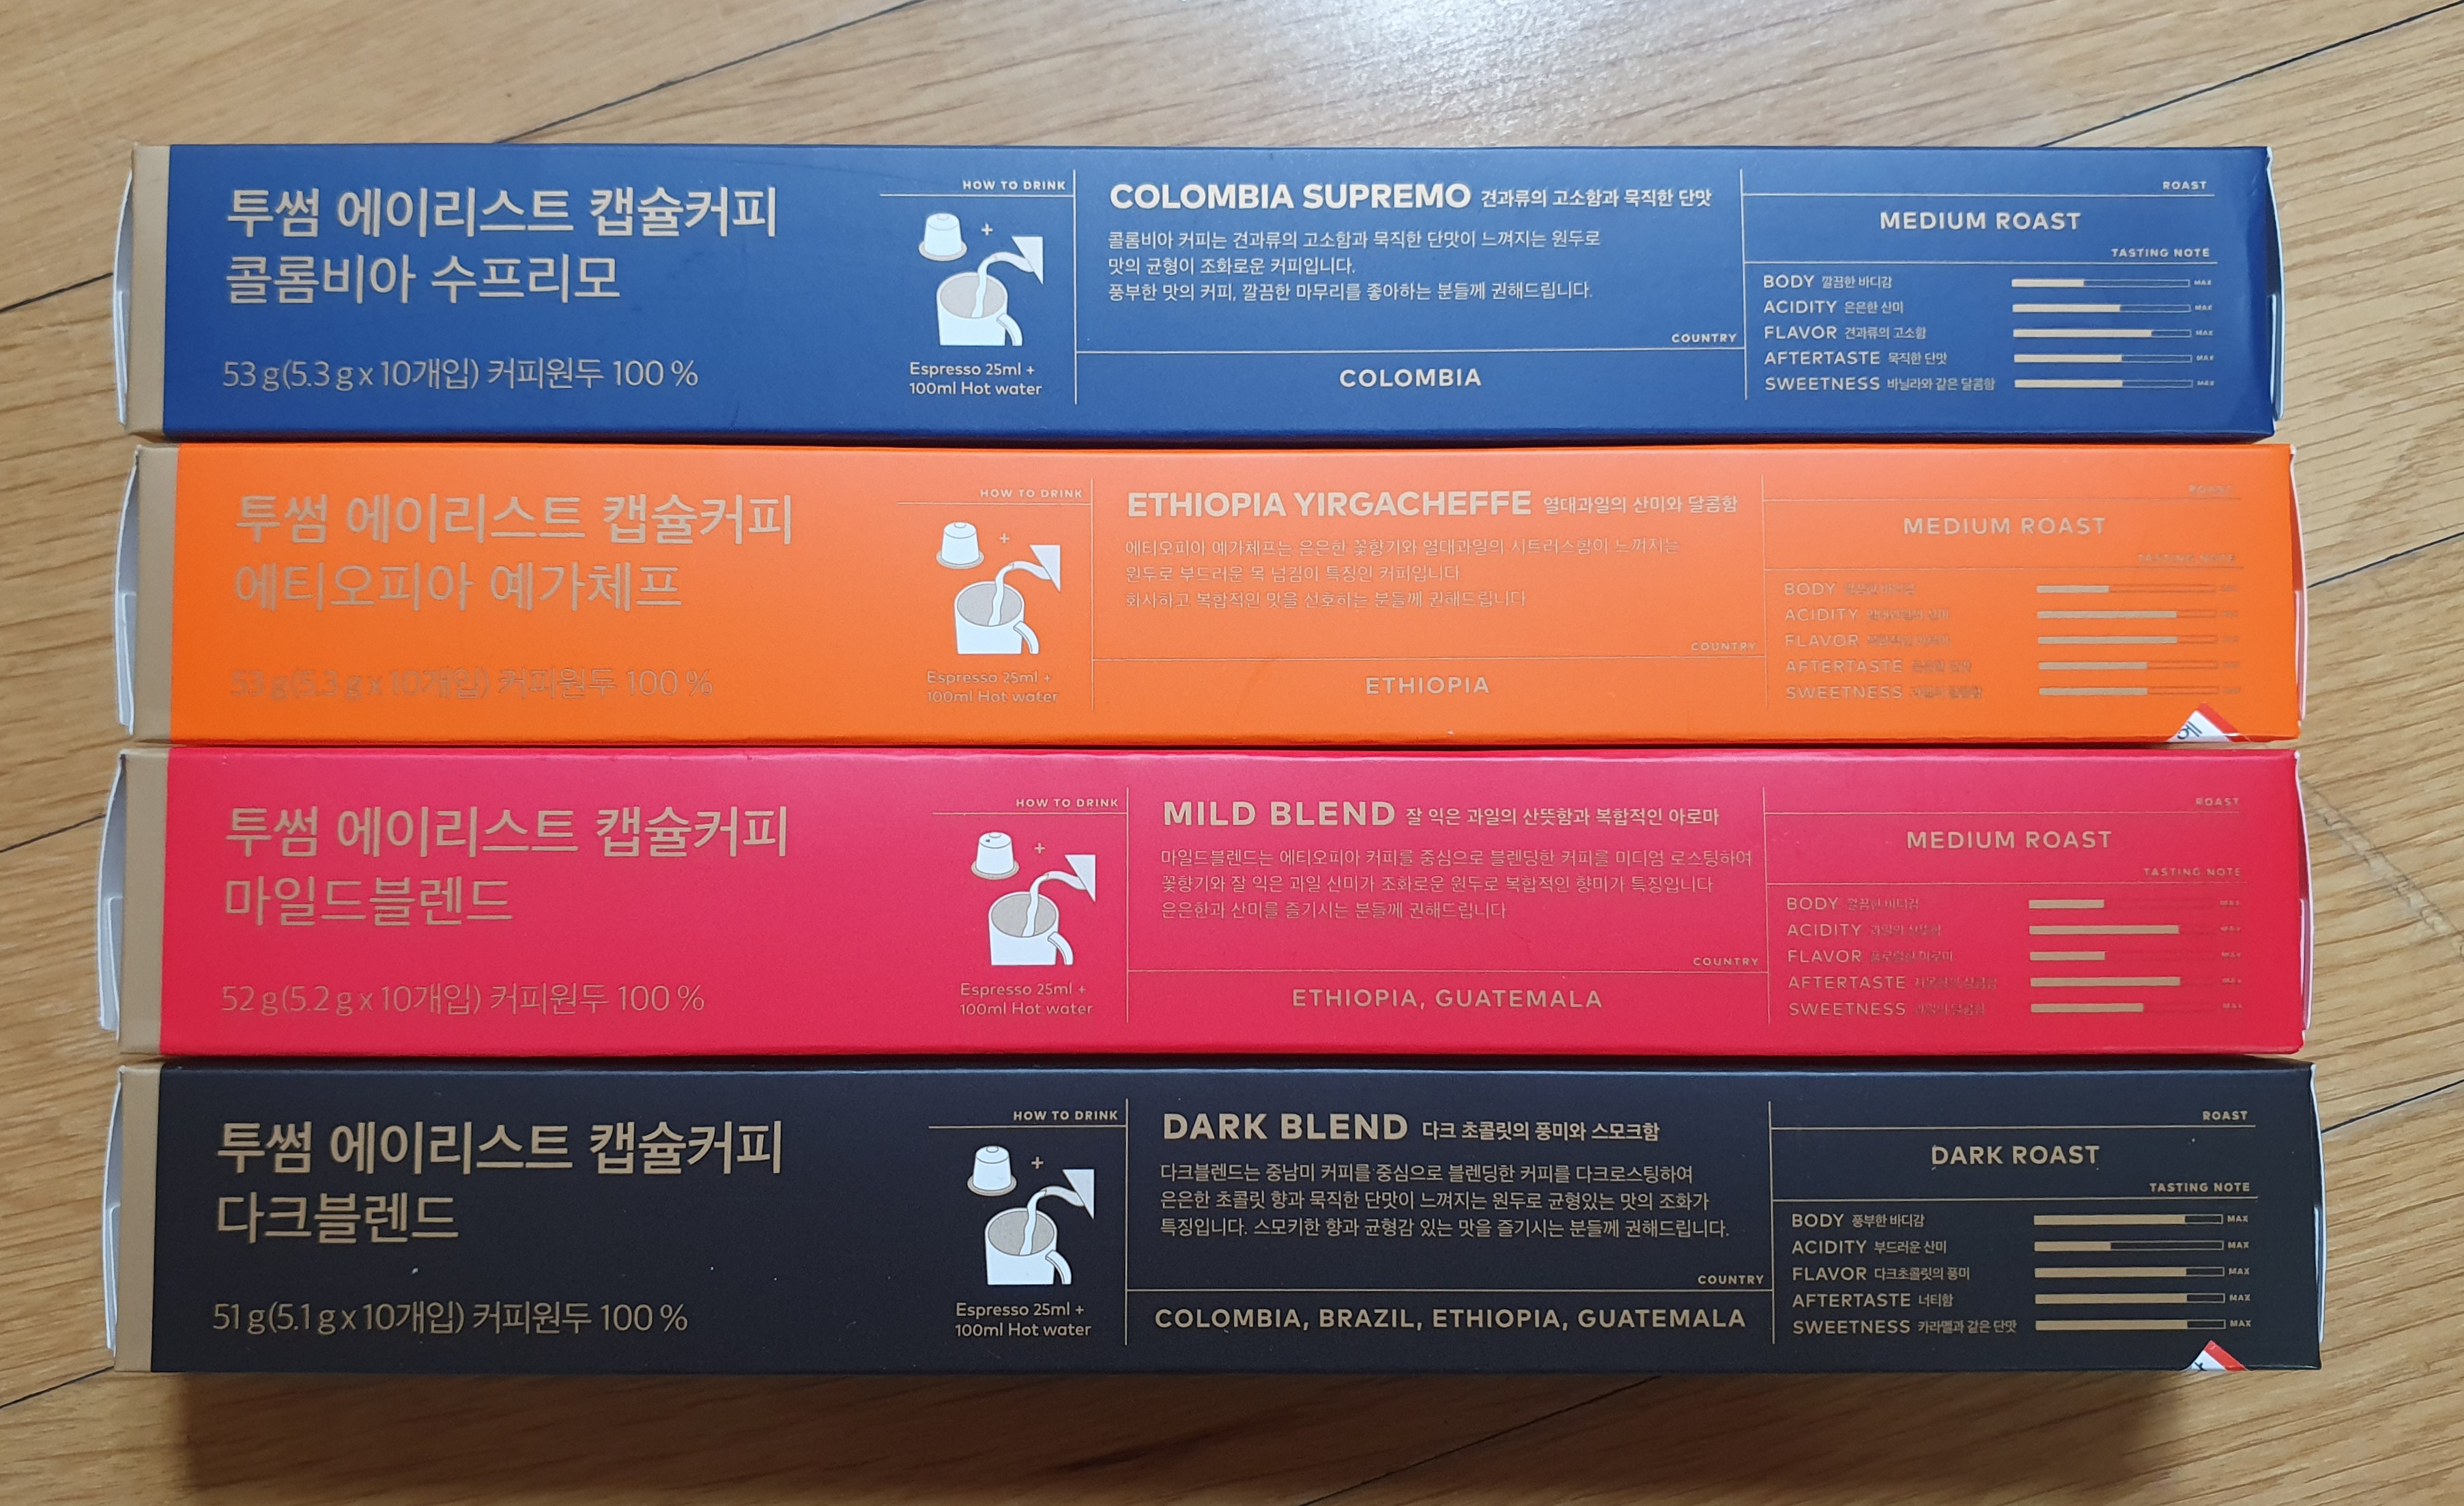 투썸 에이리스트 캡슐커피
콜롬비아 수프리모
53 g(5.3 g x 10개입) 커피원두 100 %
HOW TO DRINK
+
Espresso 25ml +
100ml Hot water
COLOMBIA SUPREMO 견과류의 고소함과 묵직한 단맛
콜롬비아 커피는 견과류의 고소함과 묵직한 단맛이 느껴지는 원두로
맛의 균형이 조화로운 커피입니다.
풍부한 맛의 커피, 깔끔한 마무리를 좋아하는 분들께 권해드립니다.
COUNTRY
COLOMBIA
ROAST
MEDIUM ROAST
TASTING NOTE
BODY 깔끔한 바디감 MAX
ACIDITY 은은한 산미 MAX
FLAVOR 견과류의 고소함 MAX
AFTERTASTE 묵직한 단맛 MAX
SWEETNESS 바닐라와 같은 달콤함 MAX
투썸 에이리스트 캡슐커피
에티오피아 예가체프
53 g(5.3 g x 10개입) 커피원두 100 %
HOW TO DRINK
+
Espresso 25ml +
100ml Hot water
ETHIOPIA YIRGACHEFFE 열대과일의 산미와 달콤함
에티오피아 예가체프는 은은한 꽃향기와 열대과일의 시트러스함이 느껴지는
원두로 부드러운 목 넘김이 특징인 커피입니다
화사하고 복합적인 맛을 선호하는 분들께 권해드립니다
COUNTRY
ETHIOPIA
ROAST
MEDIUM ROAST
TASTING NOTE
BODY
ACIDITY
FLAVOR
AFTERTASTE
SWEETNESS
예
투썸 에이리스트 캡슐커피
마일드블렌드
52 g(5.2 g x 10개입) 커피원두 100 %
HOW TO DRINK
+
Espresso 25ml +
100ml Hot water
MILD BLEND 잘 익은 과일의 산뜻함과 복합적인 아로마
마일드블렌드는 에티오피아 커피를 중심으로 블렌딩한 커피를 미디엄 로스팅하여
꽃향기와 잘 익은 과일 산미가 조화로운 원두로 복합적인 향미가 특징입니다
은은한과 산미를 즐기시는 분들께 권해드립니다
COUNTRY
ETHIOPIA, GUATEMALA
ROAST
MEDIUM ROAST
TASTING NOTE
BODY 깔끔한 바디감 MAX
ACIDITY MAX
FLAVOR MAX
AFTERTASTE MAX
SWEETNESS MAX
투썸 에이리스트 캡슐커피
다크블렌드
51 g(5.1 g x 10개입) 커피원두 100 %
HOW TO DRINK
+
Espresso 25ml +
100ml Hot water
DARK BLEND 다크 초콜릿의 풍미와 스모크함
다크블렌드는 중남미 커피를 중심으로 블렌딩한 커피를 다크로스팅하여
은은한 초콜릿 향과 묵직한 단맛이 느껴지는 원두로 균형있는 맛의 조화가
특징입니다. 스모키한 향과 균형감 있는 맛을 즐기시는 분들께 권해드립니다.
COUNTRY
COLOMBIA, BRAZIL, ETHIOPIA, GUATEMALA
ROAST
DARK ROAST
TASTING NOTE
BODY 풍부한 바디감 MAX
ACIDITY 부드러운 산미 MAX
FLAVOR 다크초콜릿의 풍미 MAX
AFTERTASTE 너티함 MAX
SWEETNESS 카라멜과 같은 단맛 MAX